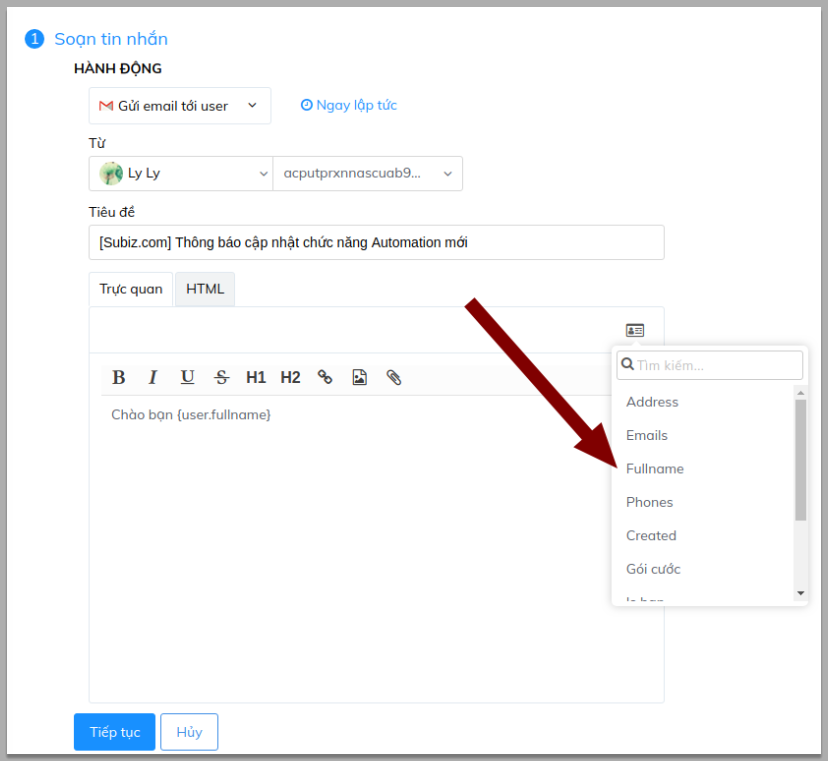 1 Soạn tin nhắn
HÀNH ĐỘNG
Gửi email tới user
Ngay lập tức
Từ
Ly Ly
acputprxnnascuab9...
Tiêu đề
[Subiz.com] Thông báo cập nhật chức năng Automation mới
Trực quan
HTML
B I U S H1 H2
Tìm kiếm...
Chào bạn {user.fullname}
Address
Emails
Fullname
Phones
Created
Gói cước
Tiếp tục
Hủy